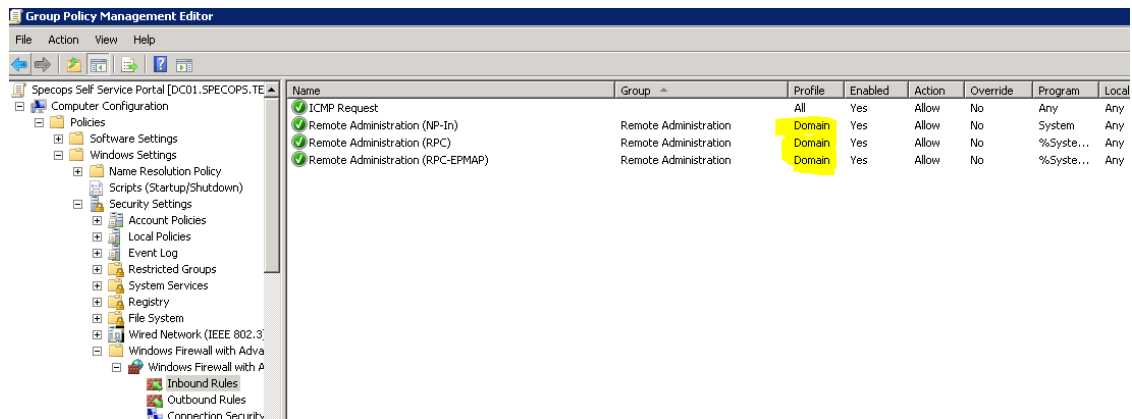 Group Policy Management Editor
File Action View Help
Specops Self Service Portal [DC01.SPECOPS.TE
Computer Configuration
Policies
Software Settings
Windows Settings
Name Resolution Policy
Scripts (Startup/Shutdown)
Security Settings
Account Policies
Local Policies
Event Log
Restricted Groups
System Services
Registry
File System
Wired Network (IEEE 802.3)
Windows Firewall with Adva
Windows Firewall with A
Inbound Rules
Outbound Rules
Connection Security
Name Group Profile Enabled Action Override Program Local
ICMP Request All Yes Allow No Any Any
Remote Administration (NP-In) Remote Administration Domain Yes Allow No System Any
Remote Administration (RPC) Remote Administration Domain Yes Allow No %Syste... Any
Remote Administration (RPC-EPMAP) Remote Administration Domain Yes Allow No %Syste... Any